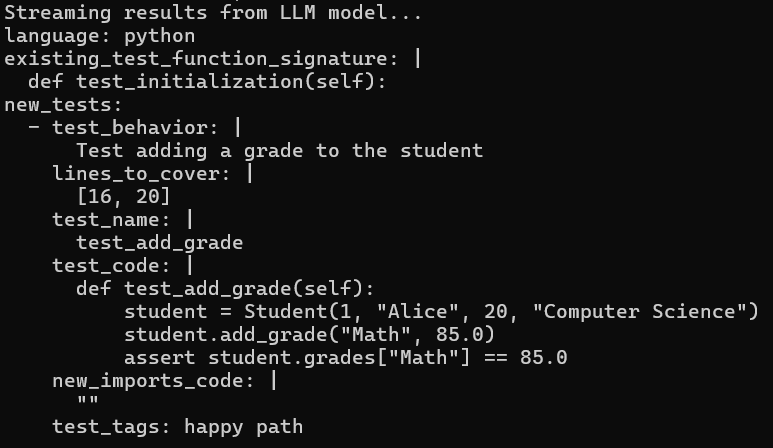 Streaming results from LLM model...
language: python
existing_test_function_signature: |
  def test_initialization(self):
new_tests:
  - test_behavior: |
      Test adding a grade to the student
    lines_to_cover: |
      [16, 20]
    test_name: |
      test_add_grade
    test_code: |
      def test_add_grade(self):
          student = Student(1, "Alice", 20, "Computer Science")
          student.add_grade("Math", 85.0)
          assert student.grades["Math"] == 85.0
    new_imports_code: |
      ""
    test_tags: happy path